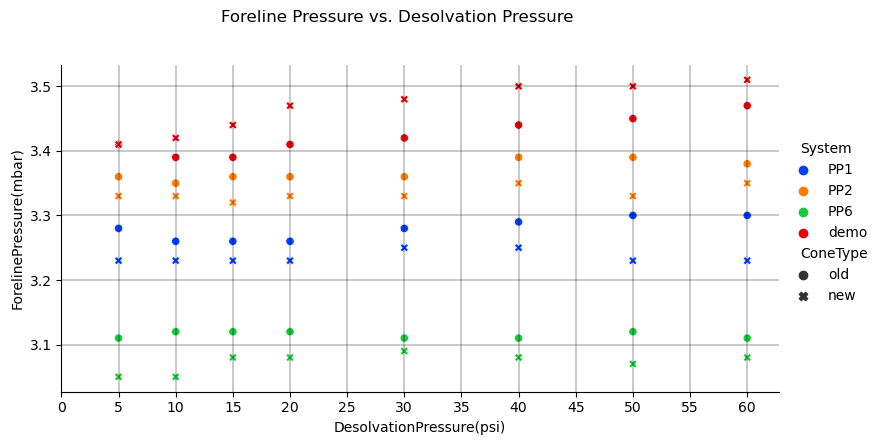 Foreline Pressure vs. Desolvation Pressure
3.5
3.4
3.3
3.2
3.1
ForelinePressure(mbar)
0 5 10 15 20 25 30 35 40 45 50 55 60
DesolvationPressure(psi)
System
PP1
PP2
PP6
demo
ConeType
old
new